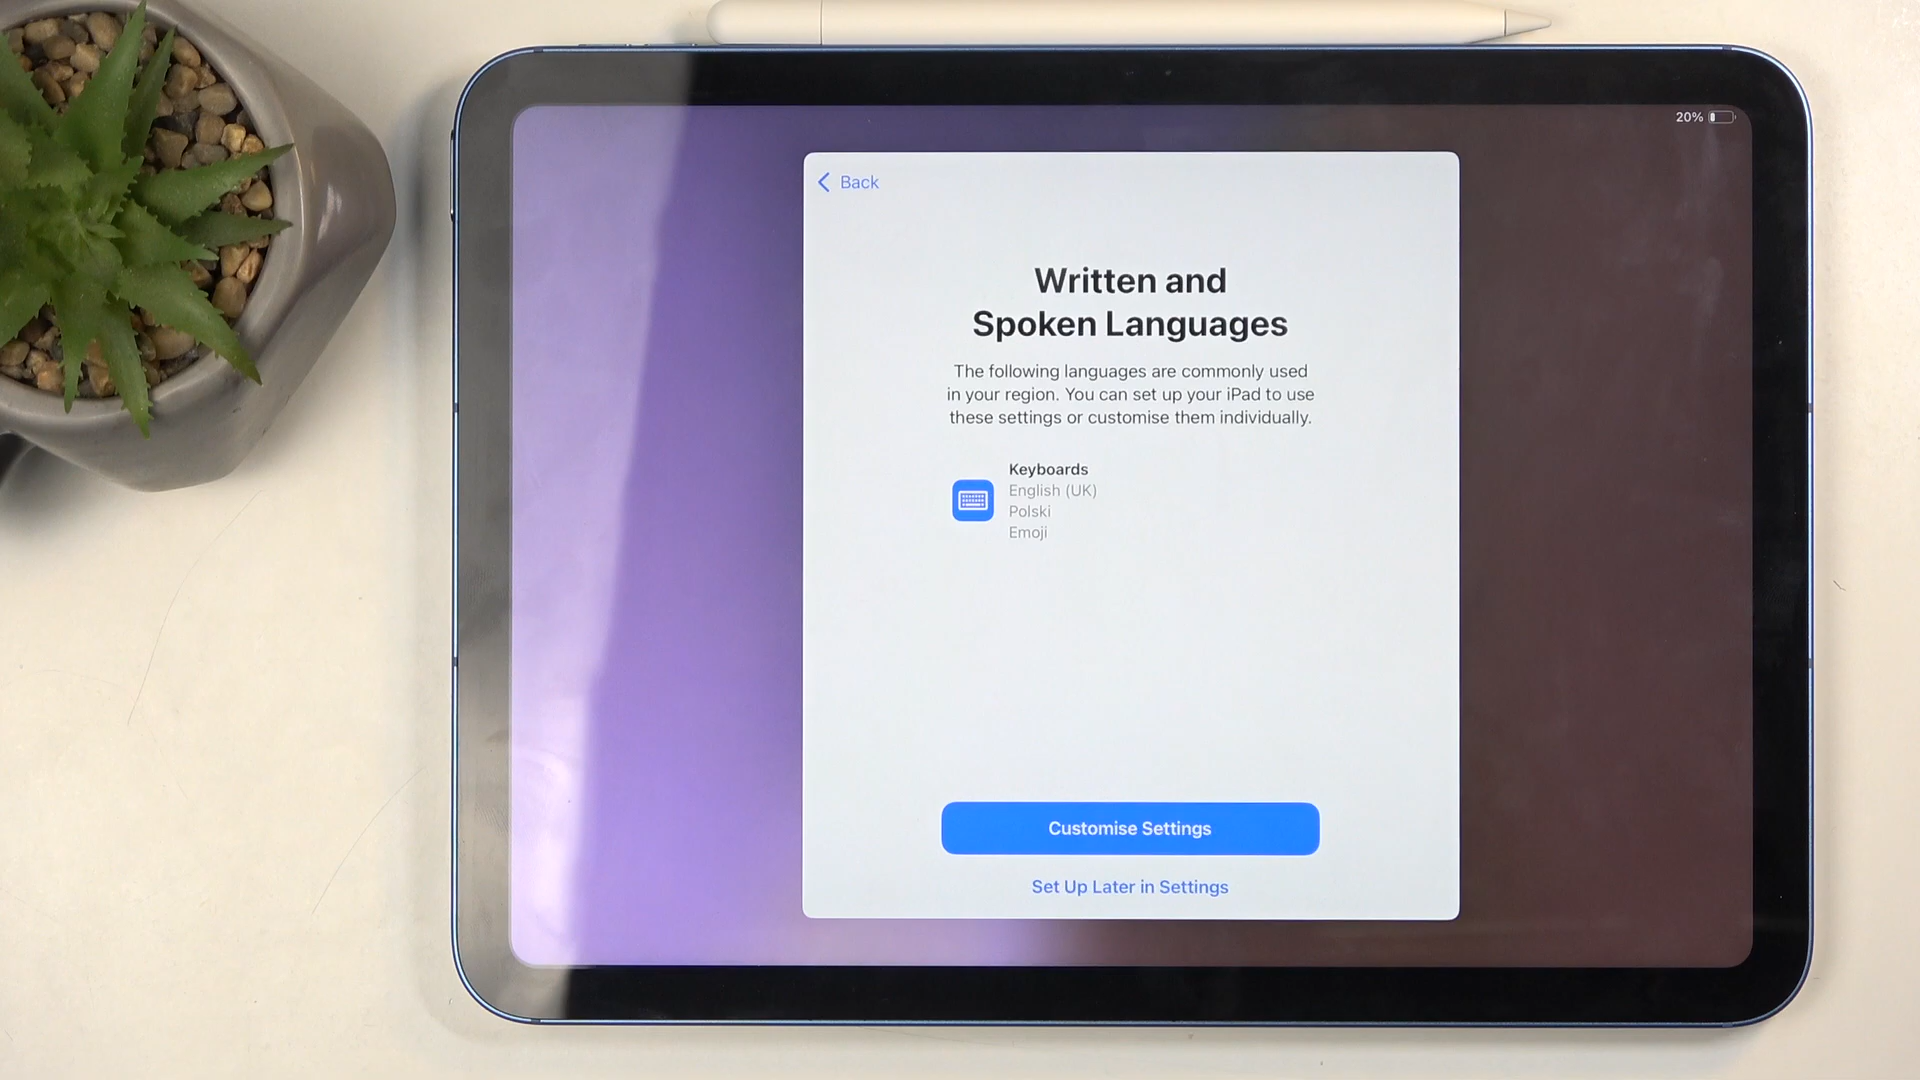 20%
Back
Written and
Spoken Languages
The following languages are commonly used
in your region. You can set up your iPad to use
these settings or customise them individually.
Keyboards
English (UK)
Polski
Emoji
Customise Settings
Set Up Later in Settings